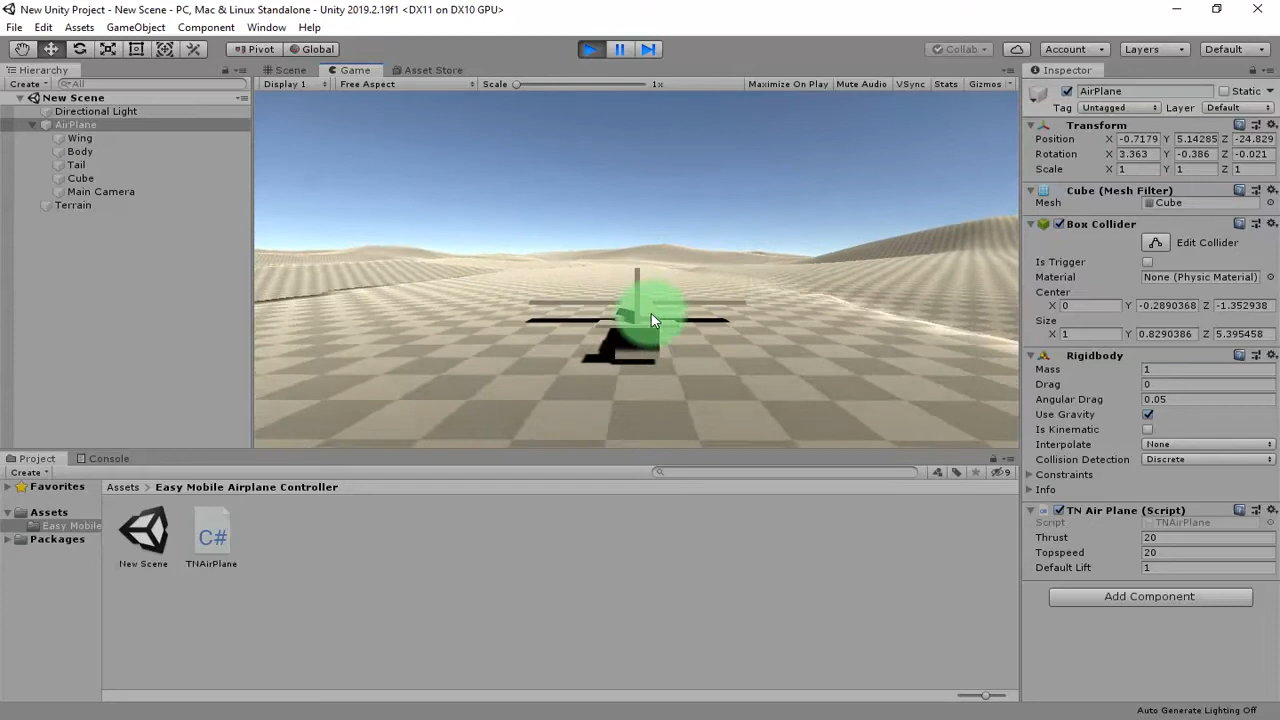 New Unity Project - New Scene - PC, Mac & Linux Standalone - Unity 2019.2.19f1 <DX11 on DX10 GPU>
File Edit Assets GameObject Component Window Help
Pivot Global Collab Account Layers Default
Hierarchy Scene Game Asset Store Inspector
Create All Display 1 Free Aspect Scale 1x Maximize On Play Mute Audio VSync Stats Gizmos
New Scene
Directional Light
AirPlane
Wing
Body
Tail
Cube
Main Camera
Terrain
AirPlane Static
Tag Untagged Layer Default
Transform
Position X -0.7179 Y 5.14285 Z -24.829
Rotation X 3.363 Y -0.386 Z -0.021
Scale X 1 Y 1 Z 1
Cube (Mesh Filter)
Mesh Cube
Box Collider
Edit Collider
Is Trigger
Material None (Physic Material)
Center
X 0 Y -0.2890368 Z -1.352938
Size
X 1 Y 0.8290386 Z 5.395458
Rigidbody
Mass 1
Drag 0
Angular Drag 0.05
Use Gravity
Is Kinematic
Interpolate None
Collision Detection Discrete
Constraints
Info
TN Air Plane (Script)
Script TNAirPlane
Thrust 20
Topspeed 20
Default Lift 1
Add Component
Project Console
Create 9
Favorites
Assets
Easy Mobile
Packages
Assets > Easy Mobile Airplane Controller
C#
New Scene TNAirPlane
Auto Generate Lighting Off